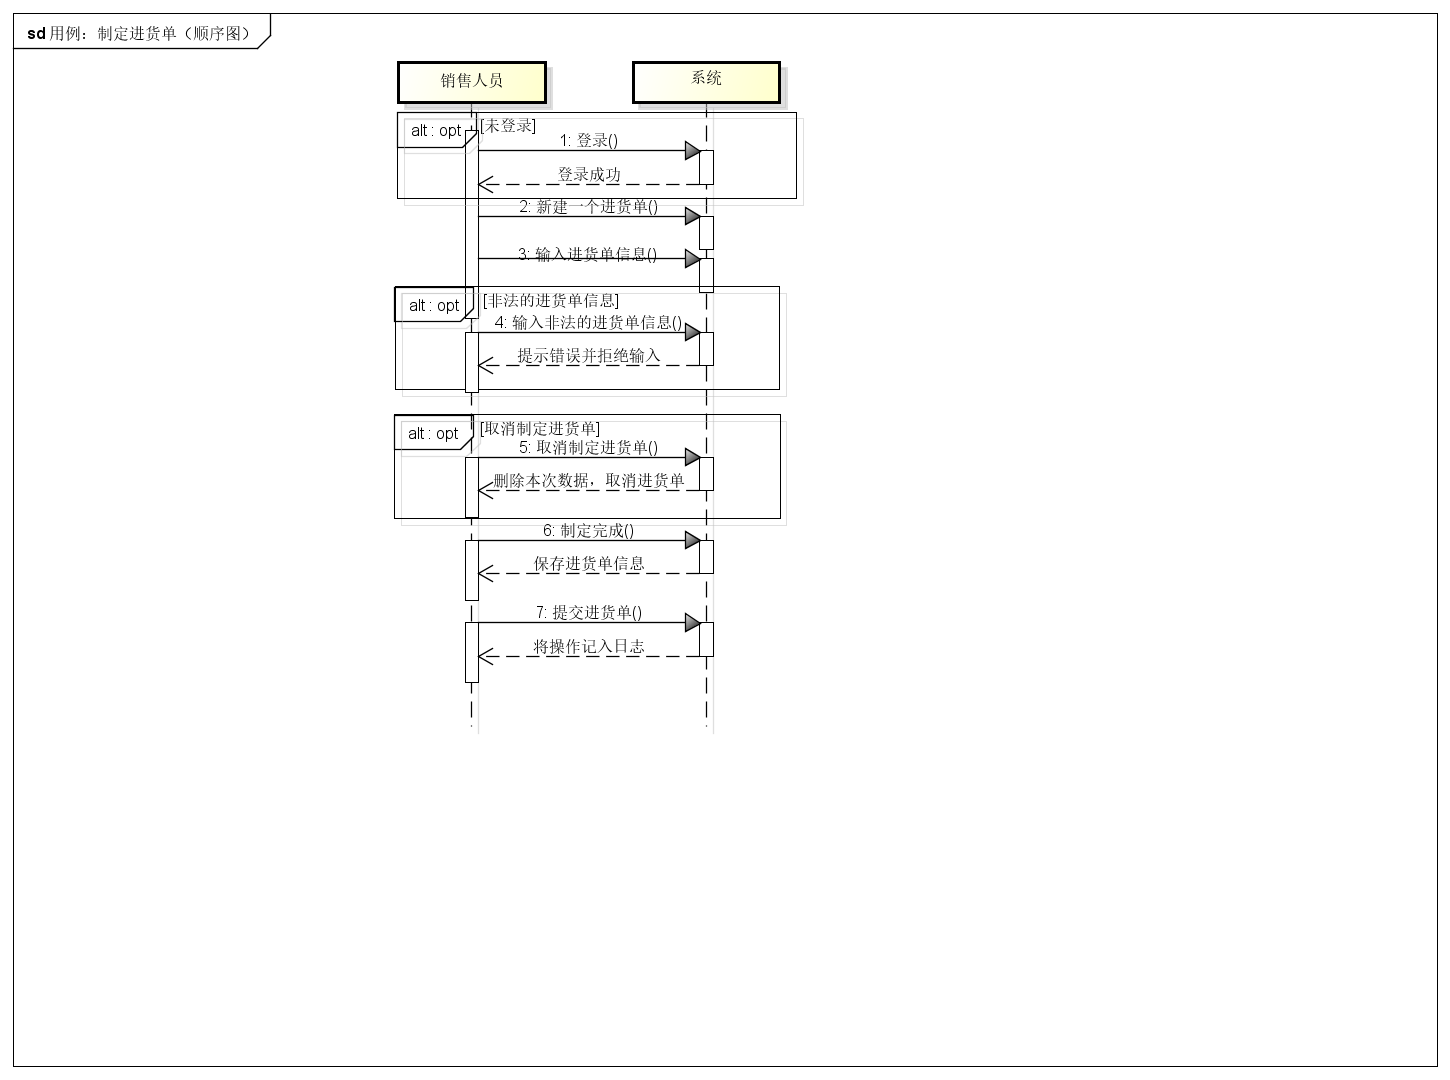 sd 用例：制定进货单（顺序图）
销售人员
系统
alt : opt
[未登录]
1: 登录()
登录成功
2: 新建一个进货单()
3: 输入进货单信息()
alt : opt
[非法的进货单信息]
4: 输入非法的进货单信息()
提示错误并拒绝输入
alt : opt
[取消制定进货单]
5: 取消制定进货单()
删除本次数据，取消进货单
6: 制定完成()
保存进货单信息
7: 提交进货单()
将操作记入日志